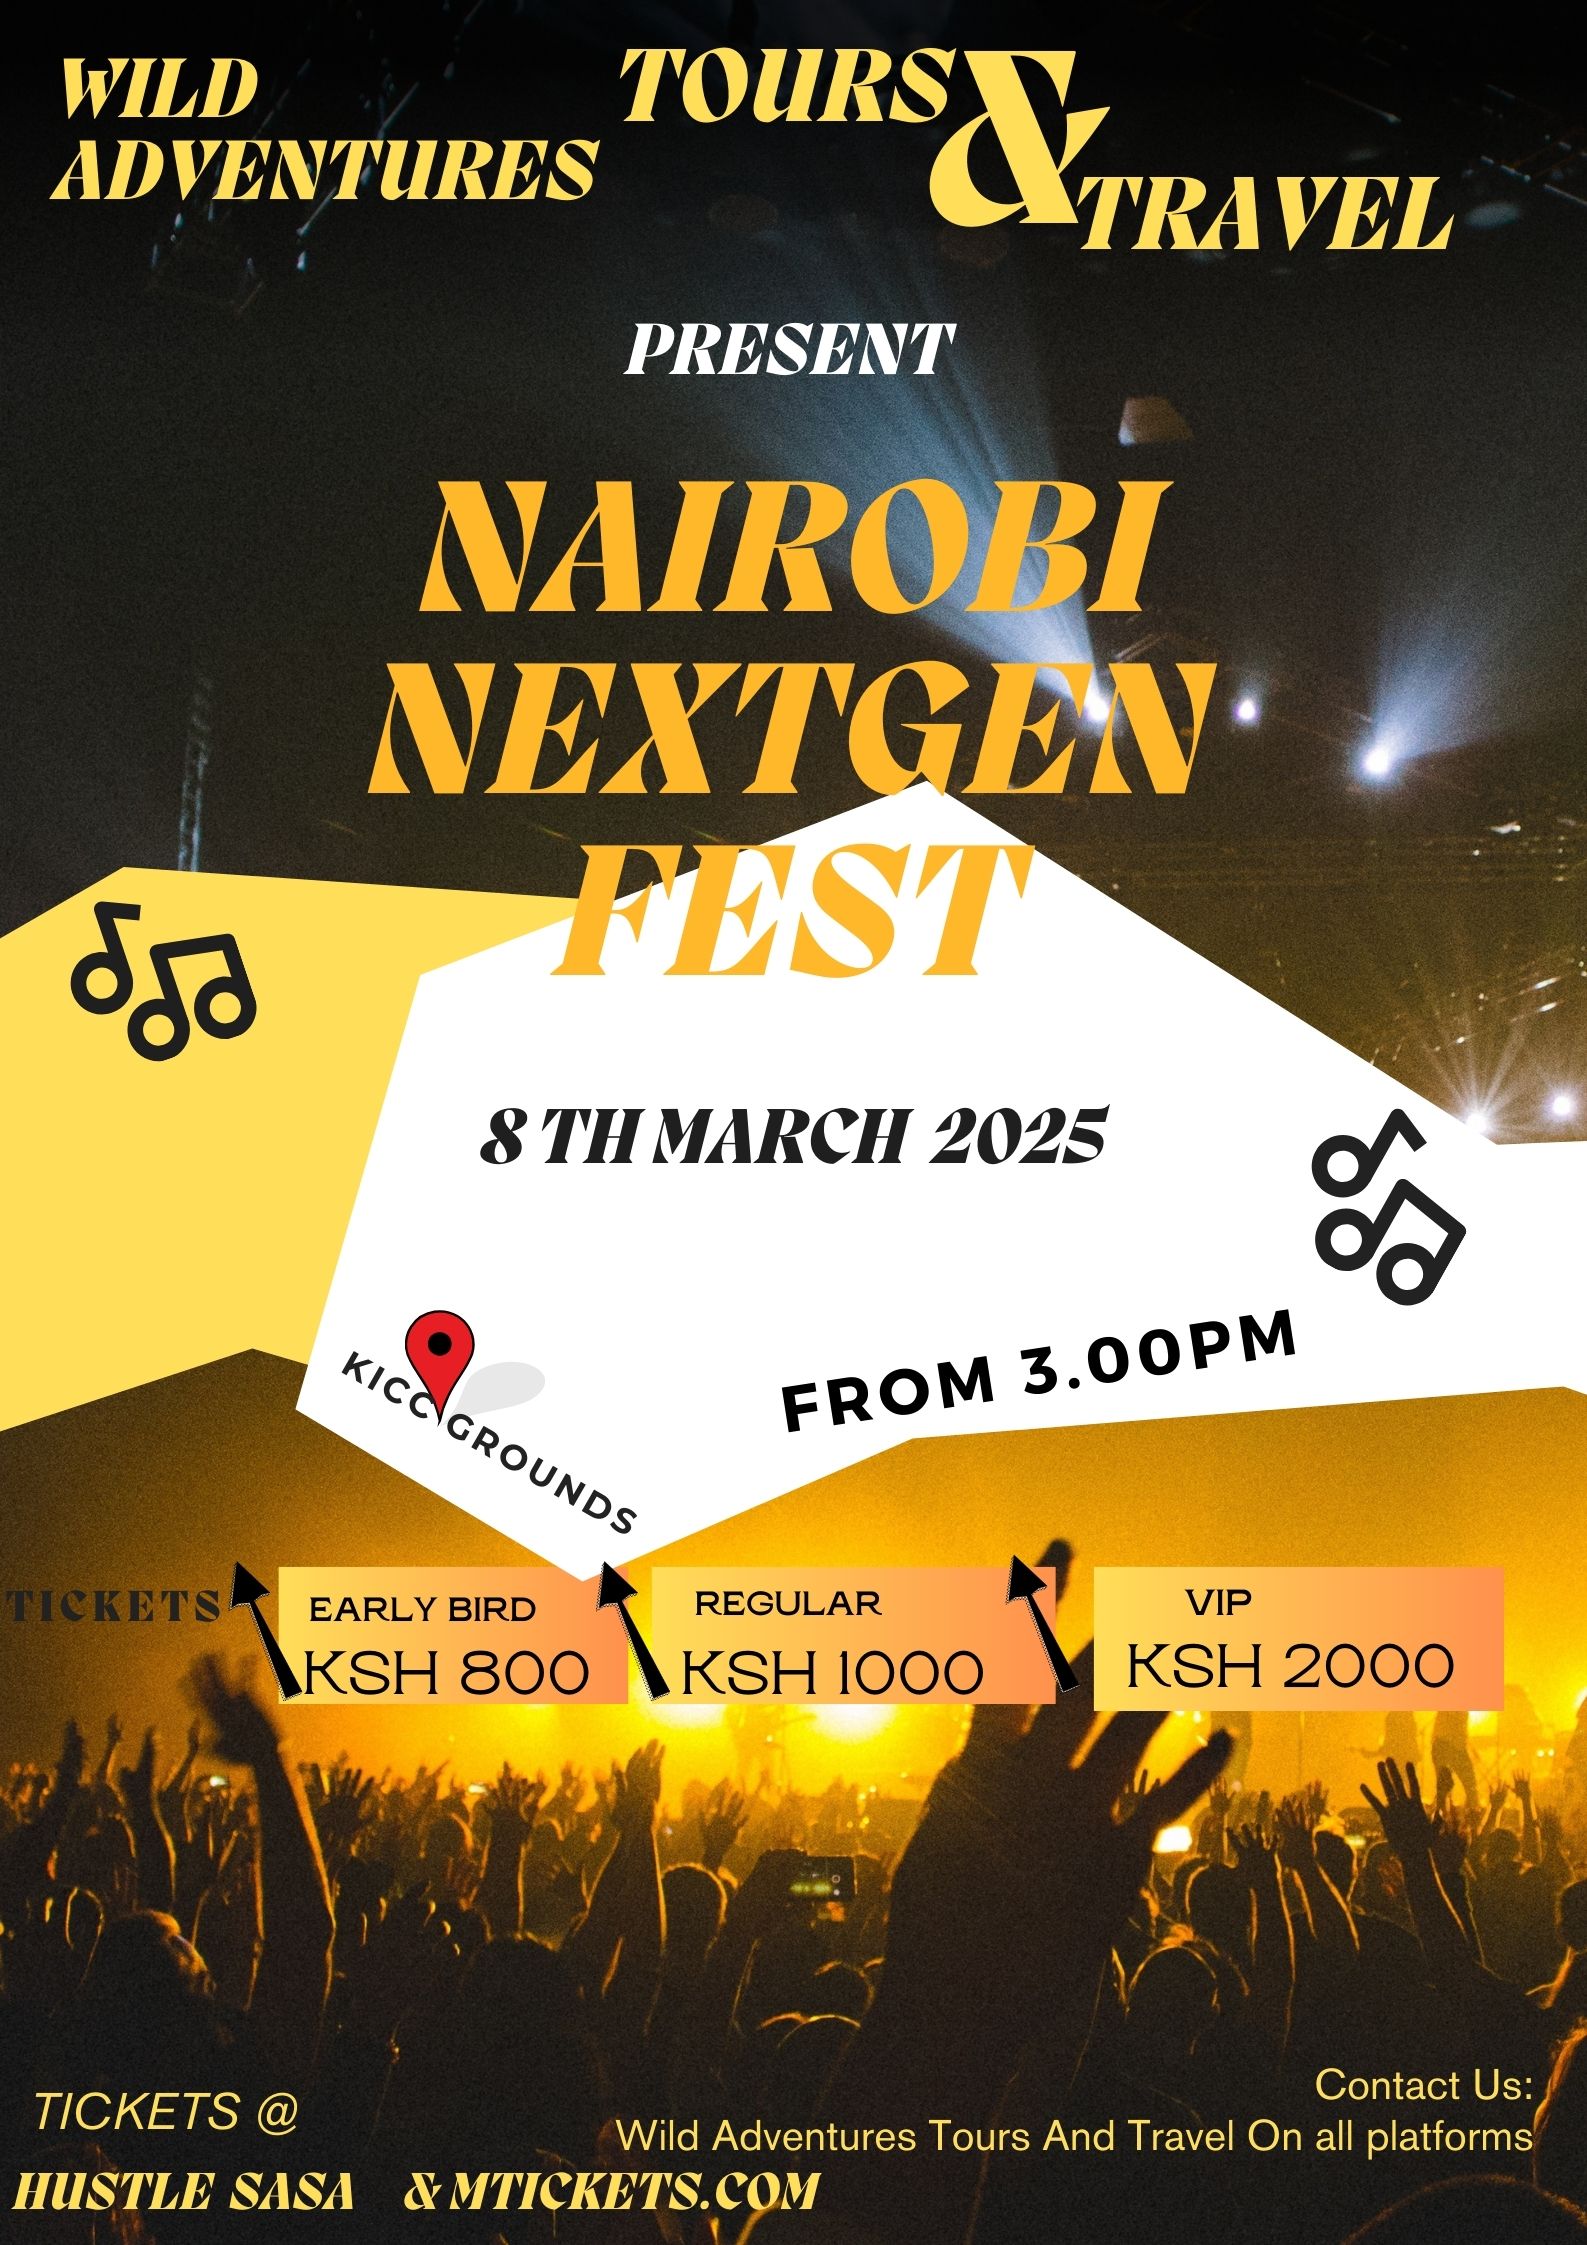 WILD
ADVENTURES
TOURS
&
TRAVEL
PRESENT
NAIROBI
NEXTGEN
FEST
8 TH MARCH 2025
KICC GROUNDS
FROM 3.00PM
TICKETS
EARLY BIRD
KSH 800
REGULAR
KSH 1000
VIP
KSH 2000
Contact Us:
Wild Adventures Tours And Travel On all platforms
TICKETS @
HUSTLE SASA & MTICKETS.COM